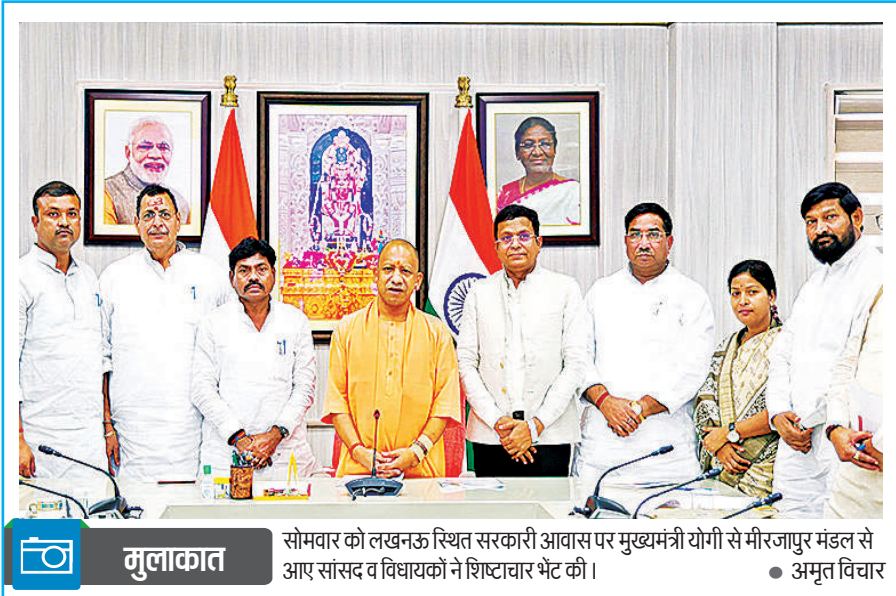 मुलाकात
सोमवार को लखनऊ स्थित सरकारी आवास पर मुख्यमंत्री योगी से मीरजापुर मंडल से
आए सांसद व विधायकों ने शिष्टाचार भेंट की।
● अमृत विचार